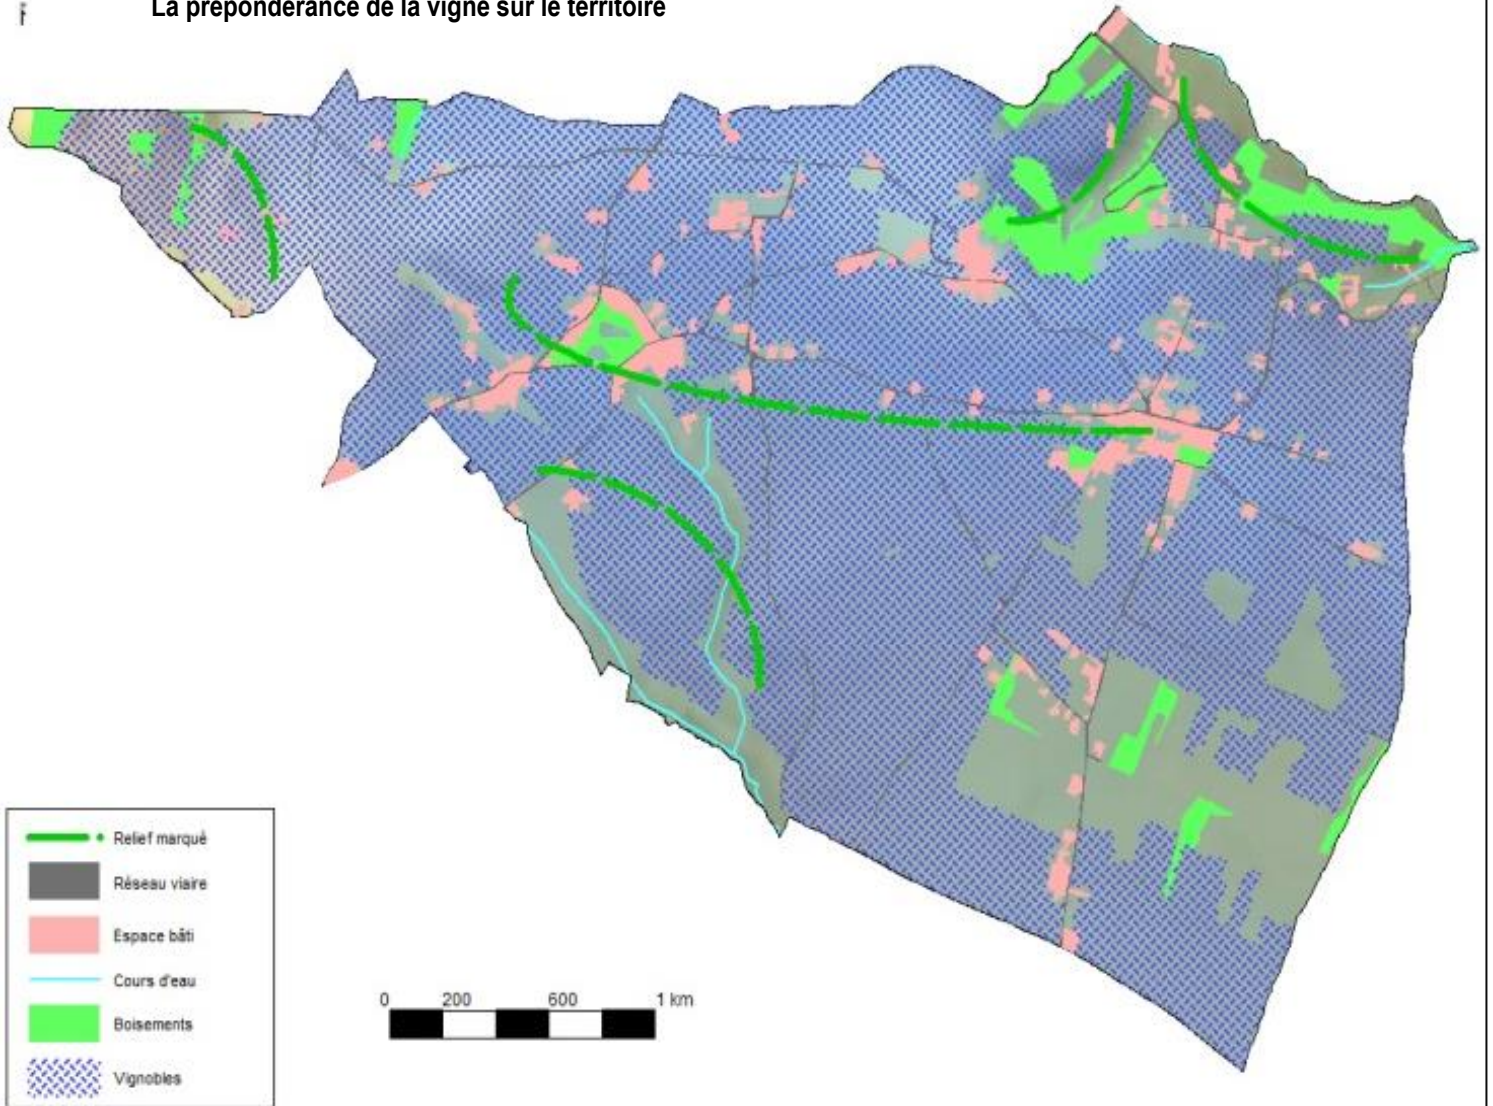 La prépondérance de la vigne sur le territoire
Relief marqué
Réseau viaire
Espace bâti
Cours d'eau
Boisements
Vignobles
0 200 600 1 km